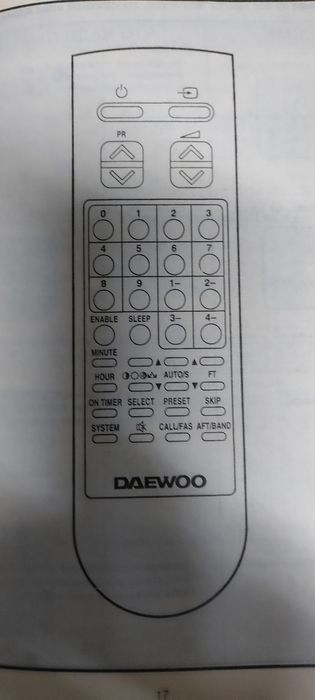 PR
0 1 2 3
4 5 6 7
8 9 1– 2–
ENABLE SLEEP 3– 4–
MINUTE
HOUR AUTO/S FT
ON TIMER SELECT PRESET SKIP
SYSTEM CALL/FAS AFT/BAND
DAEWOO
17